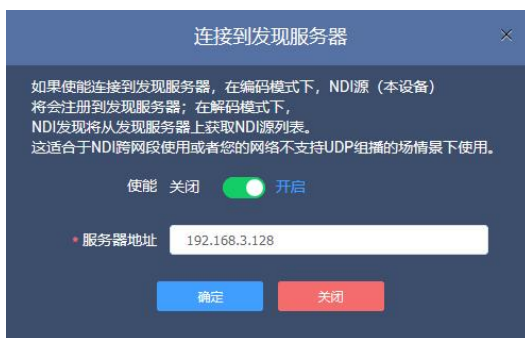 连接到发现服务器
如果使能连接到发现服务器，在编码模式下，NDI源（本设备）
将会注册到发现服务器；在解码模式下，
NDI发现将从发现服务器上获取NDI源列表。
这适合于NDI跨网段使用或者您的网络不支持UDP组播的场情景下使用。
使能 关闭 开启
* 服务器地址 192.168.3.128
确定 关闭